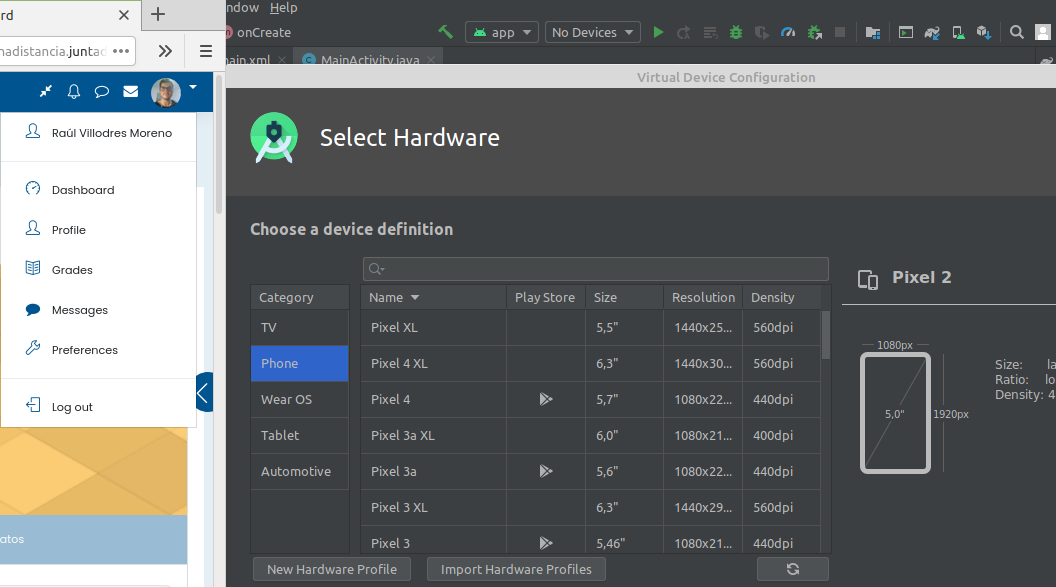 rd
adistancia.juntac
Raúl Villodres Moreno
Dashboard
Profile
Grades
Messages
Preferences
Log out
atos
ndow Help
onCreate
app
No Devices
ain.xml
MainActivity.java
Virtual Device Configuration
Select Hardware
Choose a device definition
Category
TV
Phone
Wear OS
Tablet
Automotive
Name Play Store Size Resolution Density
Pixel XL 5,5" 1440x25... 560dpi
Pixel 4 XL 6,3" 1440x30... 560dpi
Pixel 4 5,7" 1080x22... 440dpi
Pixel 3a XL 6,0" 1080x21... 400dpi
Pixel 3a 5,6" 1080x22... 440dpi
Pixel 3 XL 6,3" 1440x29... 560dpi
Pixel 3 5,46" 1080x21... 440dpi
New Hardware Profile
Import Hardware Profiles
Pixel 2
1080px
5,0"
1920px
Size: la
Ratio: lo
Density: 4